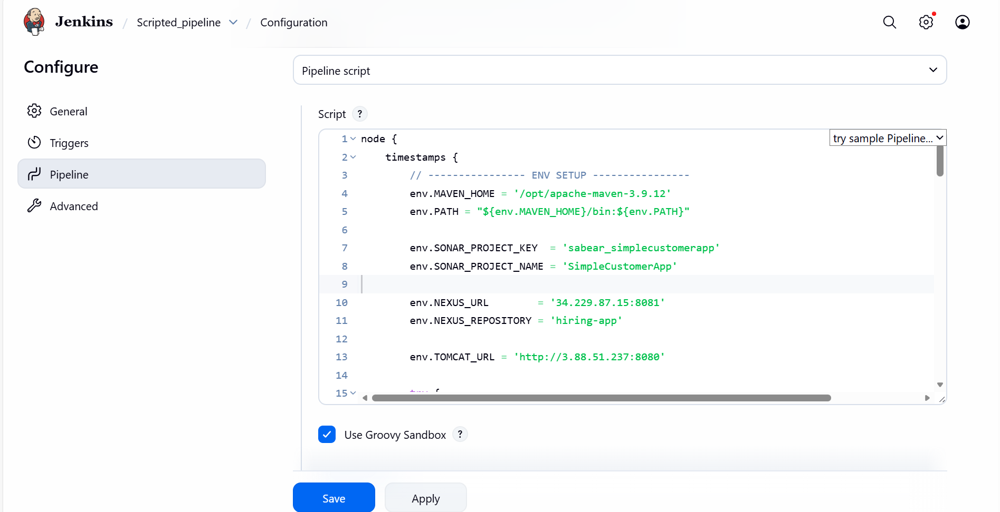 Jenkins / Scripted_pipeline / Configuration
Configure
General
Triggers
Pipeline
Advanced
Pipeline script
Script ?
try sample Pipeline...
1 node {
2     timestamps {
3         // ---------------- ENV SETUP ----------------
4         env.MAVEN_HOME = '/opt/apache-maven-3.9.12'
5         env.PATH = "${env.MAVEN_HOME}/bin:${env.PATH}"
6
7         env.SONAR_PROJECT_KEY  = 'sabear_simplecustomerapp'
8         env.SONAR_PROJECT_NAME = 'SimpleCustomerApp'
9
10         env.NEXUS_URL        = '34.229.87.15:8081'
11         env.NEXUS_REPOSITORY = 'hiring-app'
12
13         env.TOMCAT_URL = 'http://3.88.51.237:8080'
14
15         try {
Use Groovy Sandbox ?
Save
Apply